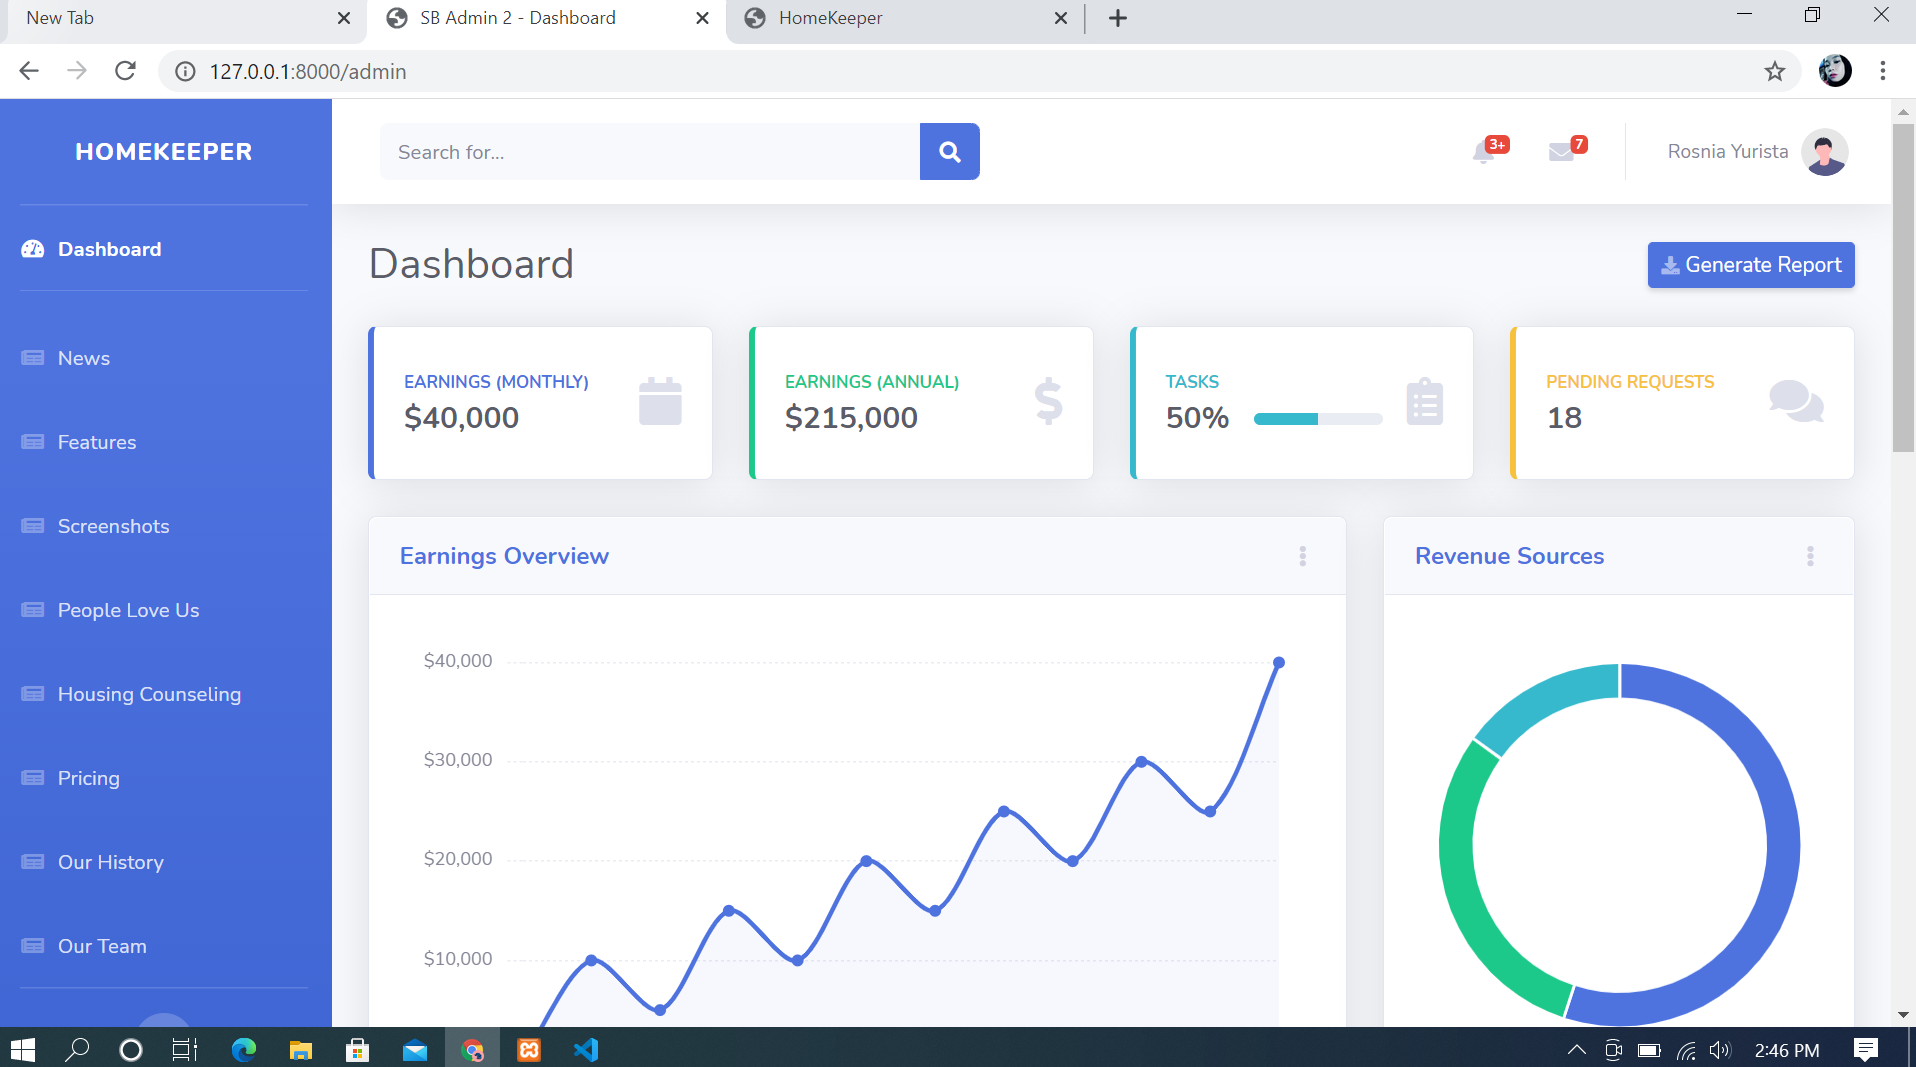 New Tab
SB Admin 2 - Dashboard
HomeKeeper
127.0.0.1:8000/admin
HOMEKEEPER
Search for...
3+
7
Rosnia Yurista
Dashboard
News
Features
Screenshots
People Love Us
Housing Counseling
Pricing
Our History
Our Team
Dashboard
Generate Report
EARNINGS (MONTHLY)
$40,000
EARNINGS (ANNUAL)
$215,000
TASKS
50%
PENDING REQUESTS
18
Earnings Overview
$40,000
$30,000
$20,000
$10,000
Revenue Sources
2:46 PM